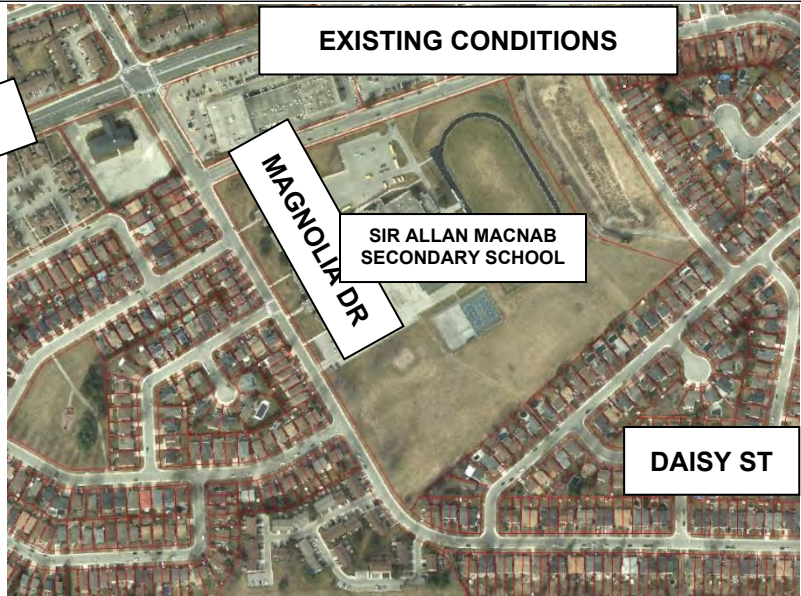 EXISTING CONDITIONS
MAGNOLIA DR
SIR ALLAN MACNAB
SECONDARY SCHOOL
DAISY ST